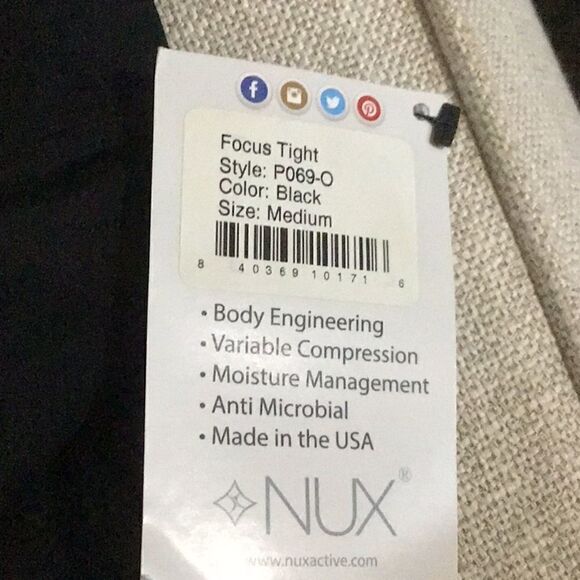 Focus Tight
Style: P069-O
Color: Black
Size: Medium
8 40369 10171 6
• Body Engineering
• Variable Compression
• Moisture Management
• Anti Microbial
• Made in the USA
NUX®
www.nuxactive.com